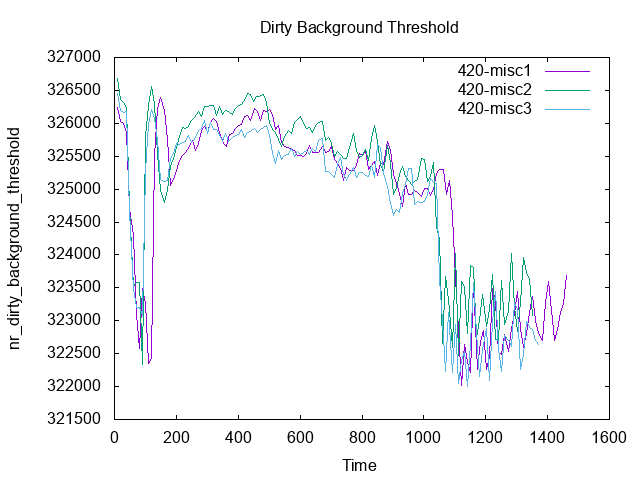 Dirty Background Threshold
327000
326500
326000
325500
325000
324500
324000
323500
323000
322500
322000
321500
nr_dirty_background_threshold
420-misc1
420-misc2
420-misc3
0 200 400 600 800 1000 1200 1400 1600
Time